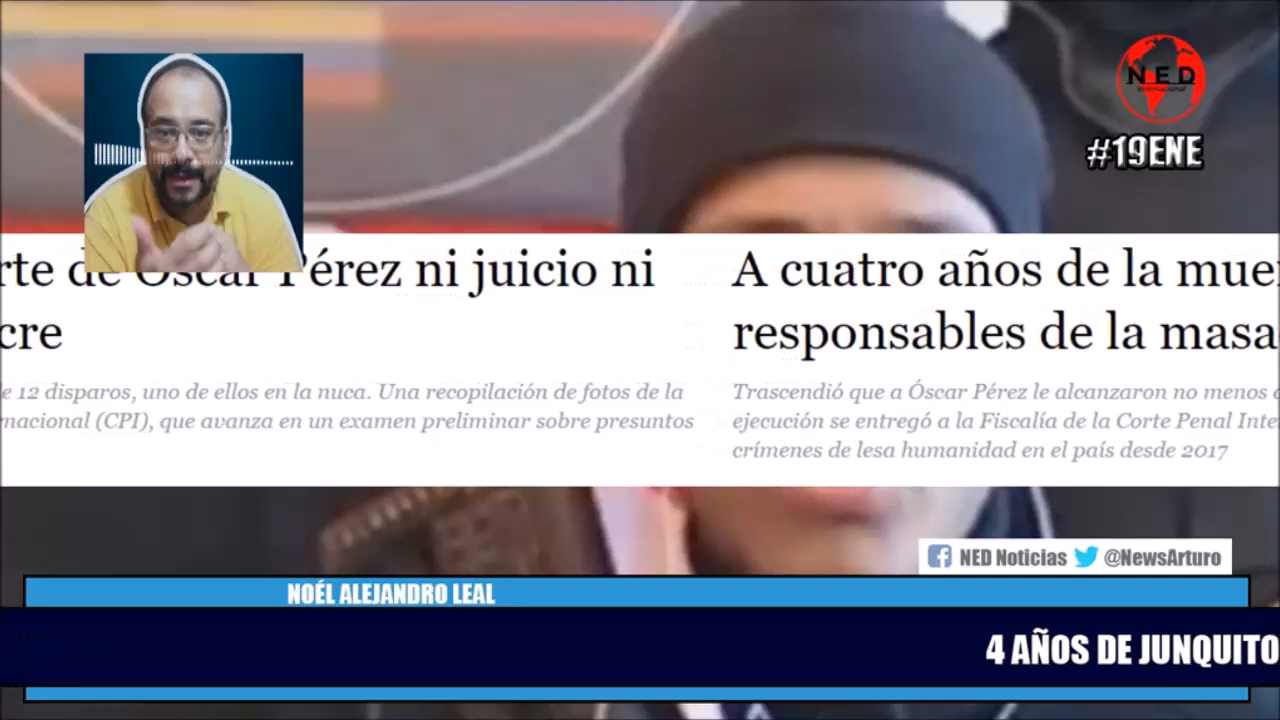 NED
Internacional
#19ENE
rte de Óscar Pérez ni juicio ni
cre
e 12 disparos, uno de ellos en la nuca. Una recopilación de fotos de la
rnacional (CPI), que avanza en un examen preliminar sobre presuntos
A cuatro años de la muer
responsables de la masa
Trascendió que a Óscar Pérez le alcanzaron no menos d
ejecución se entregó a la Fiscalía de la Corte Penal Inte
crímenes de lesa humanidad en el país desde 2017
NED Noticias @NewsArturo
NOÉL ALEJANDRO LEAL
4 AÑOS DE JUNQUITO